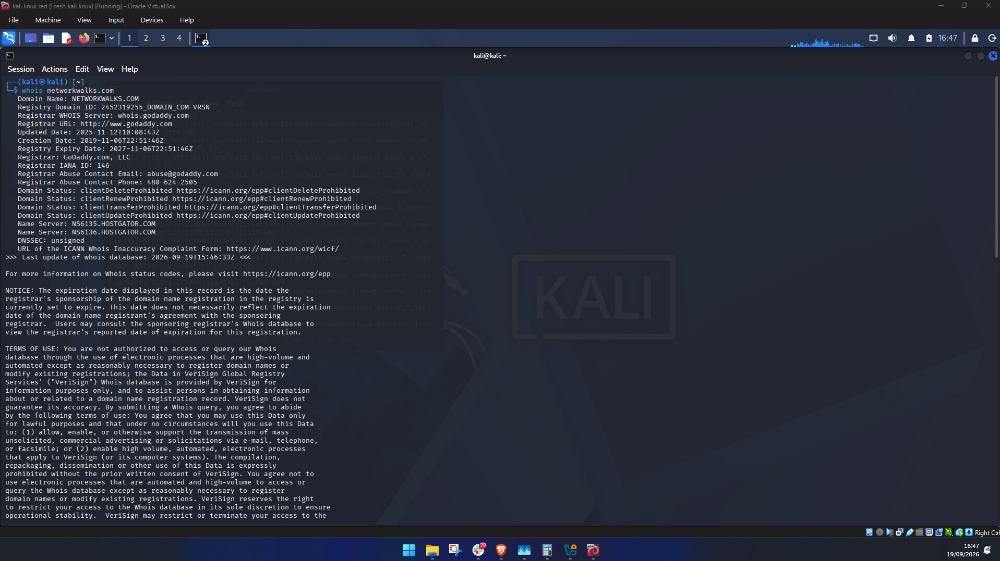 kali linux red (Fresh kali linux) [Running] - Oracle VirtualBox
File Machine View Input Devices Help
1 2 3 4 2 16:47
kali@kali: ~
Session Actions Edit View Help
┌──(kali㉿kali)-[~]
└─$ whois networkwalks.com
Domain Name: NETWORKWALKS.COM
Registry Domain ID: 2452319255_DOMAIN_COM-VRSN
Registrar WHOIS Server: whois.godaddy.com
Registrar URL: http://www.godaddy.com
Updated Date: 2025-11-12T10:08:43Z
Creation Date: 2019-11-06T22:51:46Z
Registry Expiry Date: 2027-11-06T22:51:46Z
Registrar: GoDaddy.com, LLC
Registrar IANA ID: 146
Registrar Abuse Contact Email: abuse@godaddy.com
Registrar Abuse Contact Phone: 480-624-2505
Domain Status: clientDeleteProhibited https://icann.org/epp#clientDeleteProhibited
Domain Status: clientRenewProhibited https://icann.org/epp#clientRenewProhibited
Domain Status: clientTransferProhibited https://icann.org/epp#clientTransferProhibited
Domain Status: clientUpdateProhibited https://icann.org/epp#clientUpdateProhibited
Name Server: NS6135.HOSTGATOR.COM
Name Server: NS6136.HOSTGATOR.COM
DNSSEC: unsigned
URL of the ICANN Whois Inaccuracy Complaint Form: https://www.icann.org/wicf/
>>> Last update of whois database: 2026-09-19T15:46:33Z <<<
For more information on Whois status codes, please visit https://icann.org/epp
NOTICE: The expiration date displayed in this record is the date the
registrar's sponsorship of the domain name registration in the registry is
currently set to expire. This date does not necessarily reflect the expiration
date of the domain name registrant's agreement with the sponsoring
registrar.  Users may consult the sponsoring registrar's Whois database to
view the registrar's reported date of expiration for this registration.
TERMS OF USE: You are not authorized to access or query our Whois
database through the use of electronic processes that are high-volume and
automated except as reasonably necessary to register domain names or
modify existing registrations; the Data in VeriSign Global Registry
Services' ("VeriSign") Whois database is provided by VeriSign for
information purposes only, and to assist persons in obtaining information
about or related to a domain name registration record. VeriSign does not
guarantee its accuracy. By submitting a Whois query, you agree to abide
by the following terms of use: You agree that you may use this Data only
for lawful purposes and that under no circumstances will you use this Data
to: (1) allow, enable, or otherwise support the transmission of mass
unsolicited, commercial advertising or solicitations via e-mail, telephone,
or facsimile; or (2) enable high volume, automated, electronic processes
that apply to VeriSign (or its computer systems). The compilation,
repackaging, dissemination or other use of this Data is expressly
prohibited without the prior written consent of VeriSign. You agree not to
use electronic processes that are automated and high-volume to access or
query the Whois database except as reasonably necessary to register
domain names or modify existing registrations. VeriSign reserves the right
to restrict your access to the Whois database in its sole discretion to ensure
operational stability.  VeriSign may restrict or terminate your access to the
KALI
Right Ctrl
79
16:47
19/09/2026